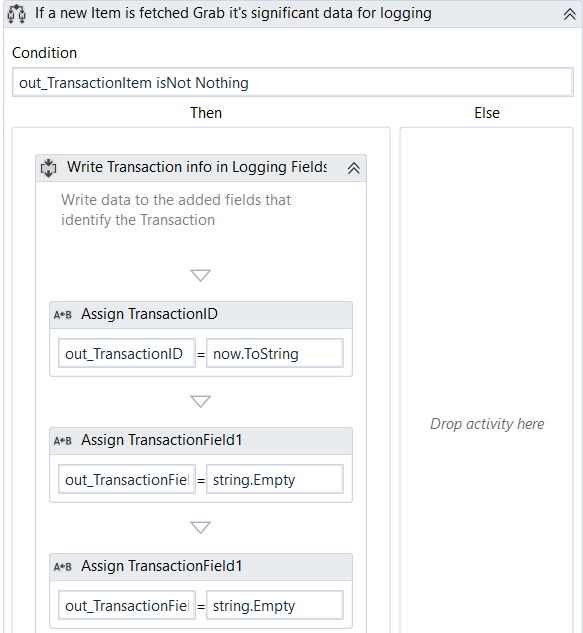 If a new Item is fetched Grab it's significant data for logging
Condition
out_TransactionItem isNot Nothing
Then
Else
Write Transaction info in Logging Fields
Write data to the added fields that
identify the Transaction
A+B Assign TransactionID
out_TransactionID = now.ToString
A+B Assign TransactionField1
out_TransactionFie = string.Empty
Drop activity here
A+B Assign TransactionField1
out_TransactionFie = string.Empty